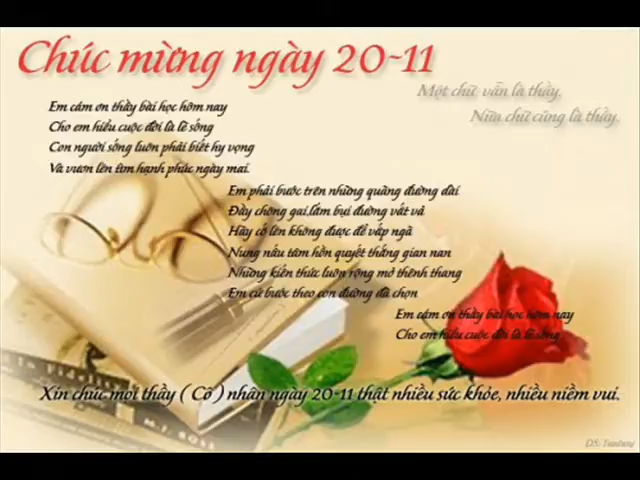 Chúc mừng ngày 20-11
Một chữ vẫn là thầy,
Nửa chữ cũng là thầy.
Em cám ơn thầy bài học hôm nay
Cho em hiểu cuộc đời là lẽ sống
Con người sống luôn phải biết hy vọng
Và vươn lên tìm hạnh phúc ngày mai.
Em phải bước trên những quãng đường dài
Đầy chông gai,lấm bụi đường vất vả
Hãy cố lên không được để vấp ngã
Nung nấu tâm hồn quyết thắng gian nan
Những kiến thức luôn rộng mở thênh thang
Em cứ bước theo con đường đã chọn
Em cám ơn thầy bài học hôm nay
Cho em hiểu cuộc đời là lẽ sống
Xin chúc mọi thầy ( Cô ) nhân ngày 20-11 thật nhiều sức khỏe, nhiều niềm vui.
M.J. ROSE
DS: